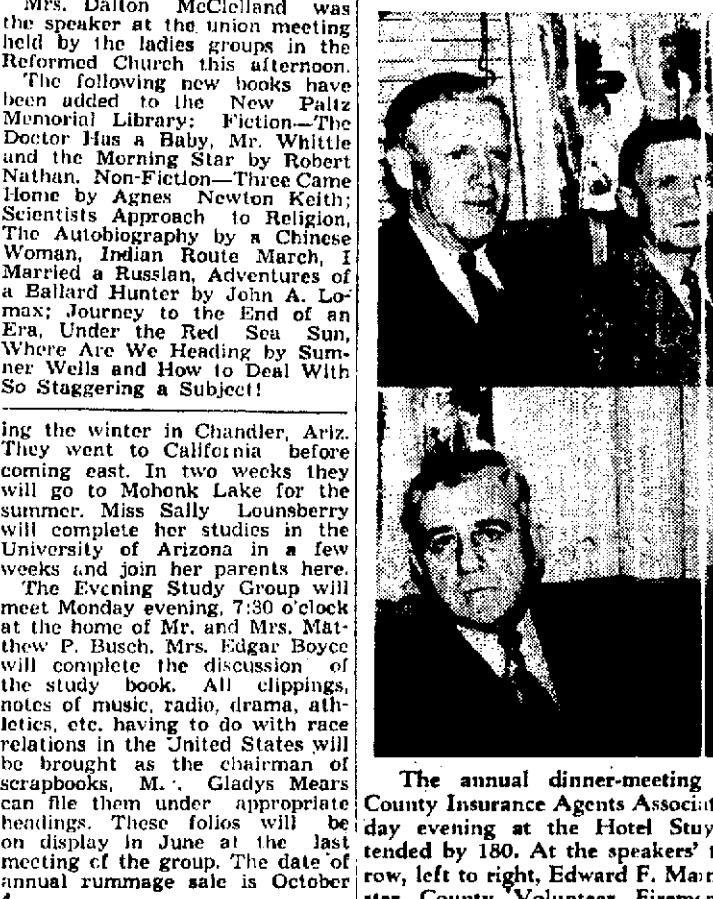 Mrs. Dalton McClelland was
the speaker at the union meeting
held by the ladies groups in the
Reformed Church this afternoon.
The following new books have
been added to the New Paltz
Memorial Library: Fiction—The
Doctor Has a Baby, Mr. Whittle
and the Morning Star by Robert
Nathan. Non-Fiction—Three Came
Home by Agnes Newton Keith;
Scientists Approach to Religion,
The Autobiography by a Chinese
Woman, Indian Route March, I
Married a Russian, Adventures of
a Ballard Hunter by John A. Lo-
max; Journey to the End of an
Era, Under the Red Sea Sun,
Where Are We Heading by Sum-
ner Wells and How to Deal With
So Staggering a Subject!
ing the winter in Chandler, Ariz.
They went to California before
coming east. In two weeks they
will go to Mohonk Lake for the
summer. Miss Sally Lounsberry
will complete her studies in the
University of Arizona in a few
weeks and join her parents here.
The Evening Study Group will
meet Monday evening, 7:30 o'clock
at the home of Mr. and Mrs. Mat-
thew P. Busch. Mrs. Edgar Boyce
will complete the discussion of
the study book. All clippings,
notes of music, radio, drama, ath-
letics, etc. having to do with race
relations in the United States will
be brought as the chairman of
scrapbooks, Gladys Mears
can file them under appropriate
headings. These folios will be
on display in June at the last
meeting of the group. The date of
annual rummage sale is October
The annual dinner-meeting
County Insurance Agents Associat
day evening at the Hotel Stuy
tended by 180. At the speakers'
row, left to right, Edward F.
County Volunteer